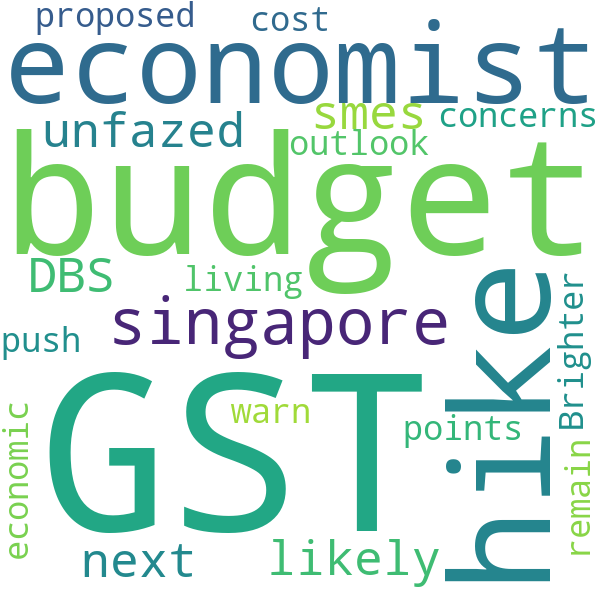 proposed cost
economist
smes concerns
unfazed
outlook
budget
DBS
living
singapore
hike
Brighter
push
GST
warn
points
economic
remain
next
likely